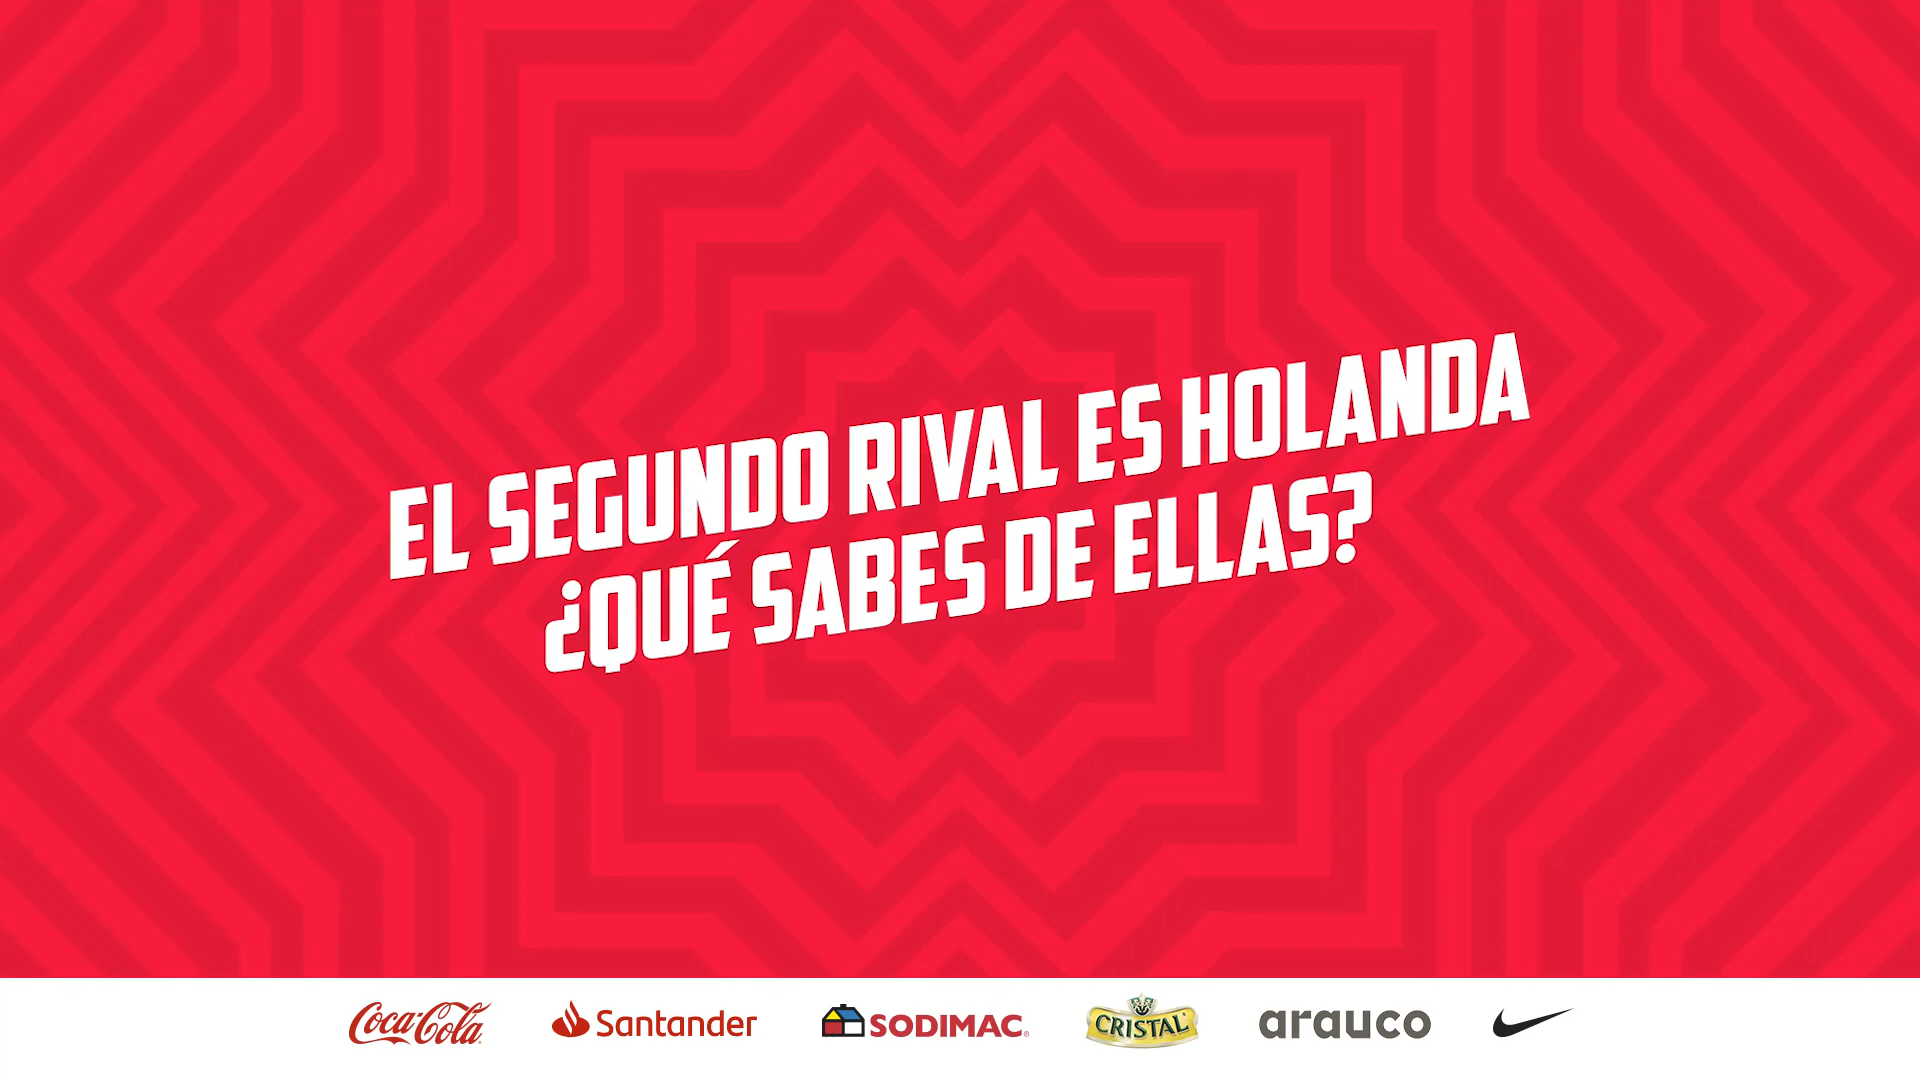 EL SEGUNDO RIVAL ES HOLANDA
¿QUÉ SABES DE ELLAS?
Coca-Cola Santander SODIMAC CRISTAL arauco